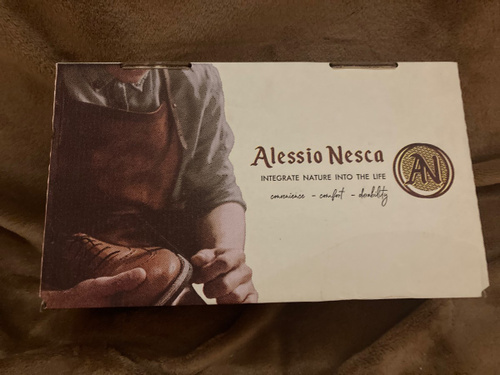 Alessio Nesca
AN
INTEGRATE NATURE INTO THE LIFE
convenience - comfort - durability